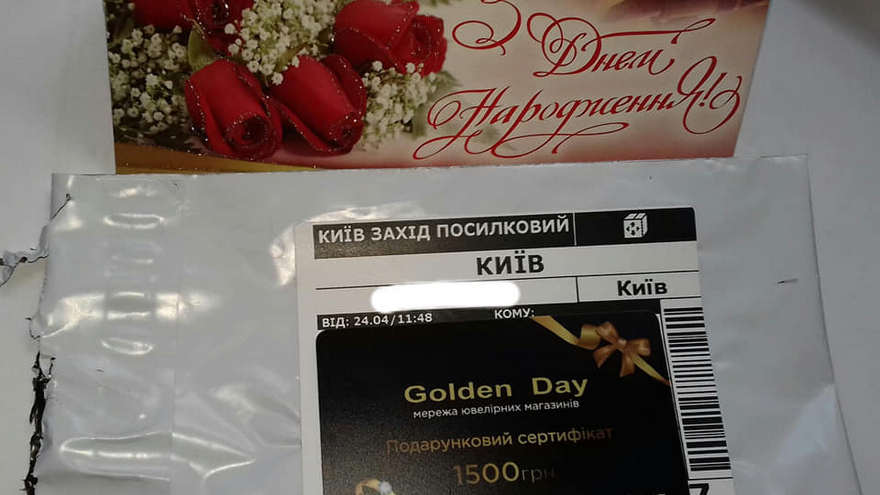 З
Днем
Народження!
КИЇВ ЗАХІД ПОСИЛКОВИЙ
КИЇВ
Київ
ВІД: 24.04/11:48
КОМУ:
Golden Day
мережа ювелірних магазинів
Подарунковий сертифікат
1500грн
7